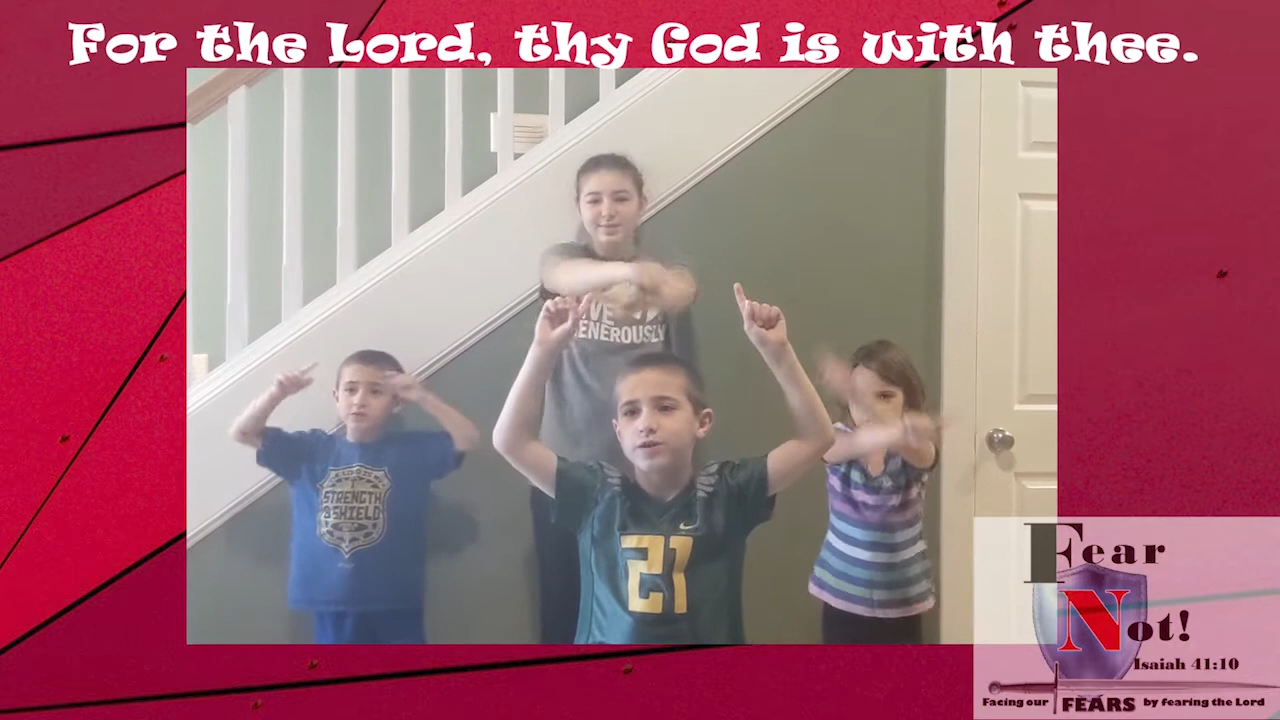 For the Lord, thy God is with thee.
GENEROUSLY
STRENGTH
& SHIELD
21
Fear
Not!
Isaiah 41:10
Facing our FEARS by fearing the Lord